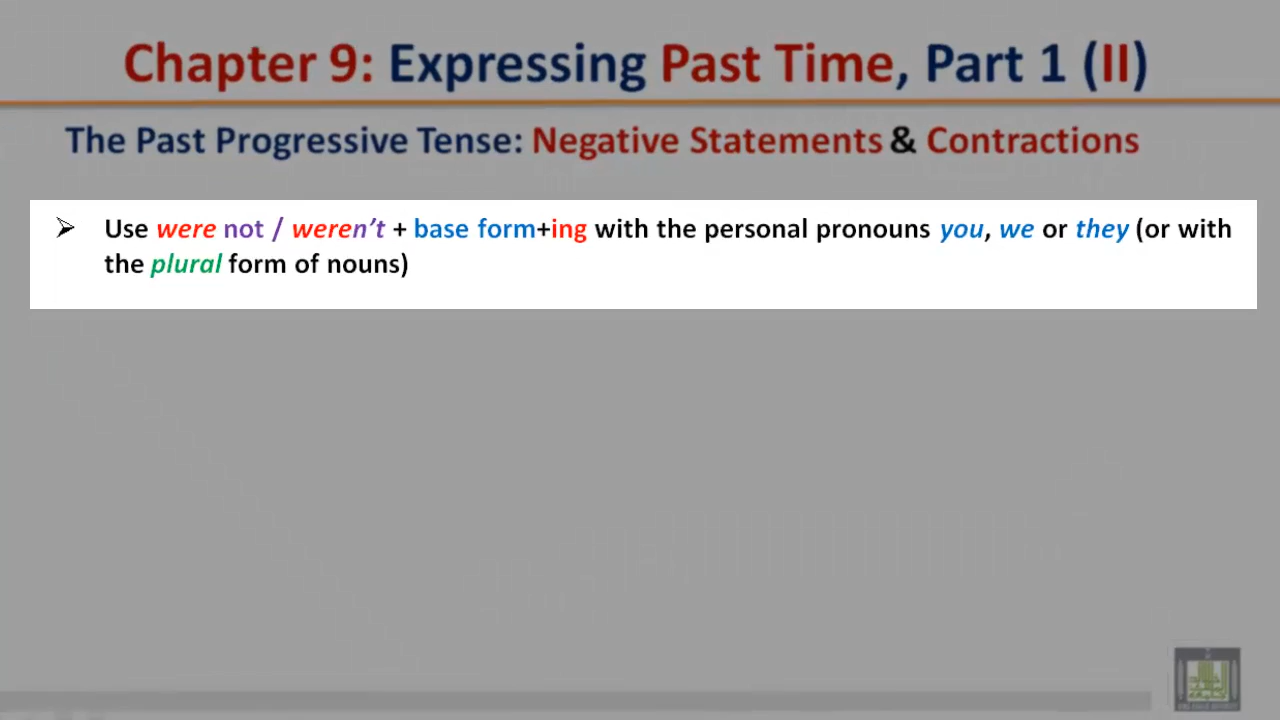 Chapter 9: Expressing Past Time, Part 1 (II)
The Past Progressive Tense: Negative Statements & Contractions
➢ Use were not / weren’t + base form+ing with the personal pronouns you, we or they (or with
the plural form of nouns)